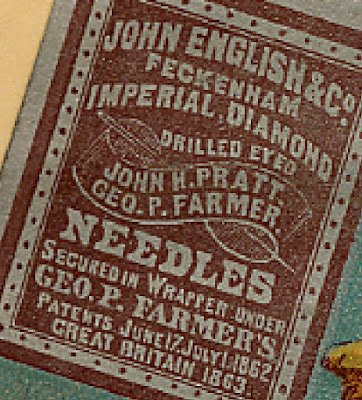 JOHN ENGLISH & Co
FECKENHAM
IMPERIAL, DIAMOND
DRILLED EYED
JOHN H. PRATT
GEO. P. FARMER.
NEEDLES
SECURED IN WRAPPER UNDER
GEO. P. FARMER'S
PATENTS JUNE 17, JULY 1, 1862
GREAT BRITAIN 1863.